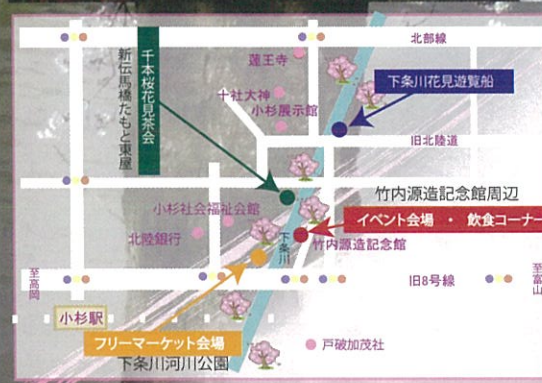 北部線
蓮王寺
千本桜花見茶会
新伝馬橋たもと東屋
下条川花見遊覧船
十社大神
小杉展示館
旧北陸道
竹内源造記念館周辺
小杉社会福祉会館
イベント会場 ・ 飲食コーナー
北陸銀行
下条川
竹内源造記念館
至高岡
旧8号線
至富山
小杉駅
フリーマーケット会場
戸破加茂社
下条川河川公園